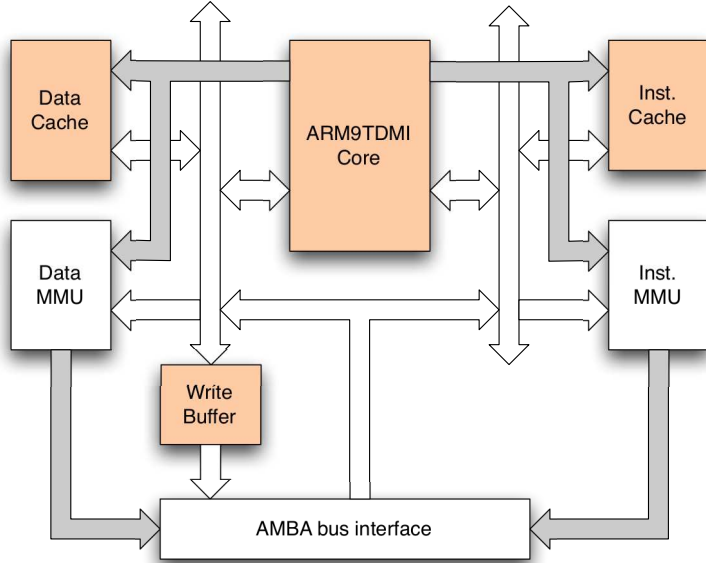 Data
Cache
ARM9TDMI
Core
Inst.
Cache
Data
MMU
Inst.
MMU
Write
Buffer
AMBA bus interface